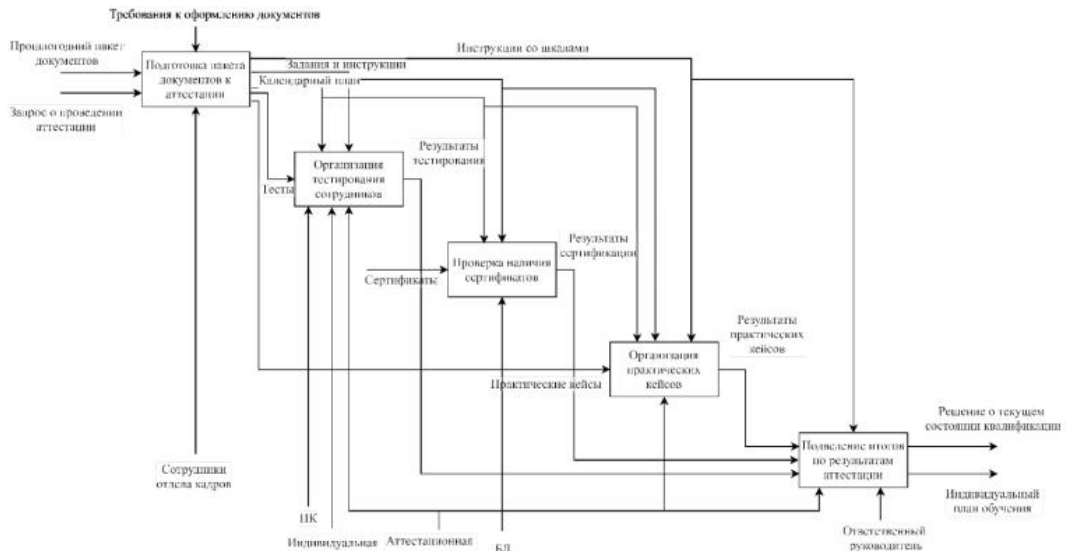 Требования к оформлению документов
Прошлогодний пакет
документов
Запрос о проведении
аттестации
Подготовка пакета
документов к
аттестации
Инструкции со шкалами
Задания и инструкции
Календарный план
Тесты
Организация
тестирования
сотрудников
Результаты
тестирования
Сертификаты
Проверка наличия
сертификатов
Результаты
сертификации
Практические кейсы
Организация
практических
кейсов
Результаты
практических
кейсов
Подведение итогов
по результатам
аттестации
Решение о текущем
состоянии квалификации
Индивидуальный
план обучения
Сотрудники
отдела кадров
ПК
Индивидуальная
Аттестационная
БД
Ответственный
руководитель